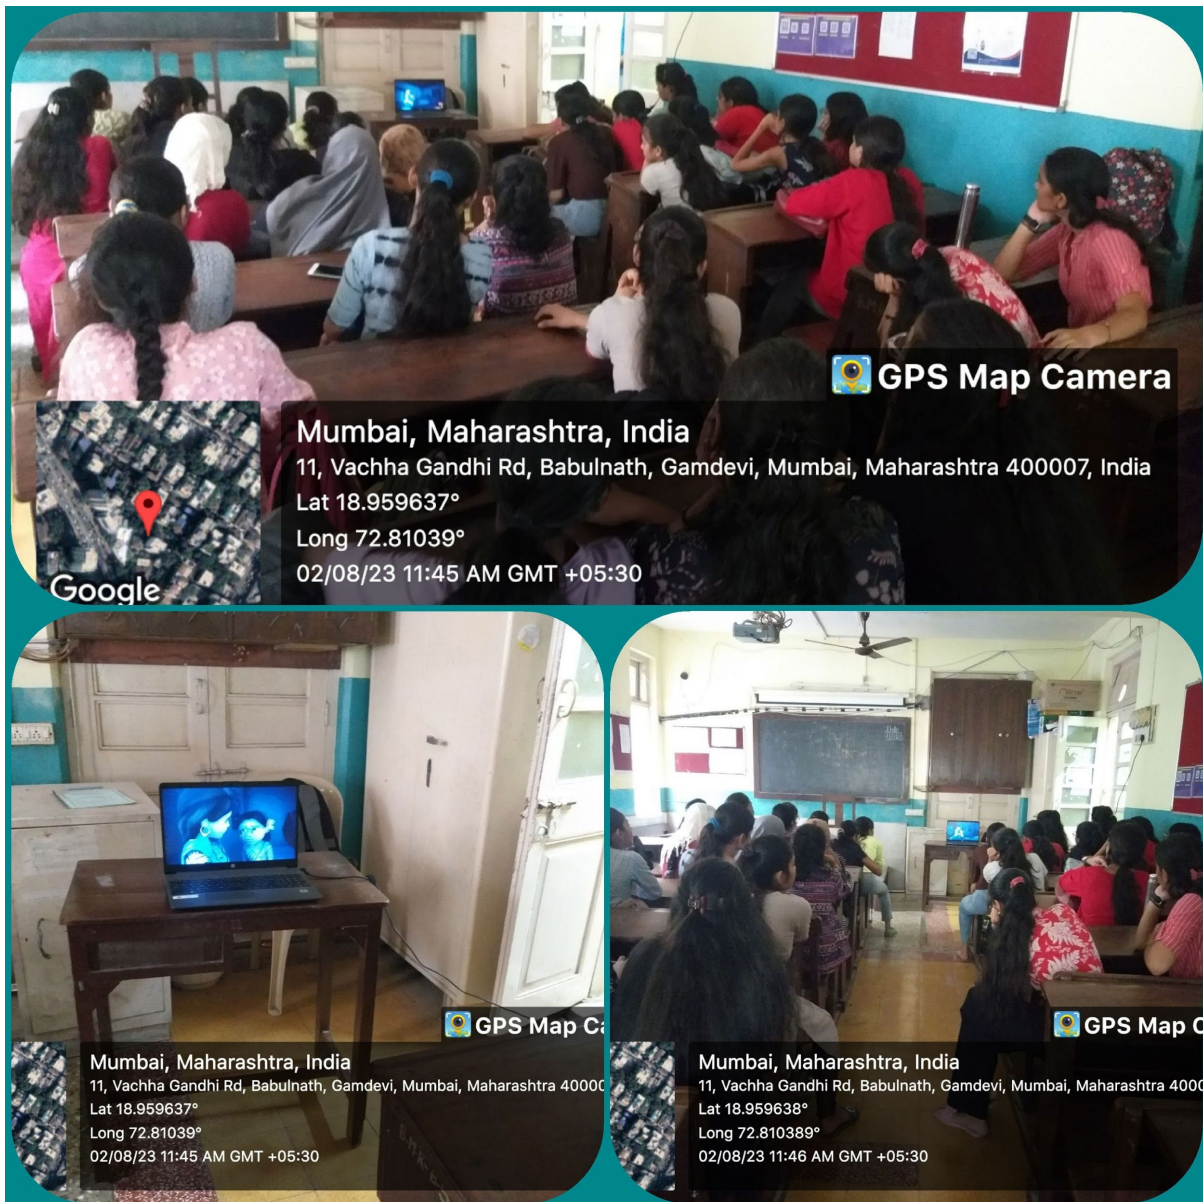 GPS Map Camera
Mumbai, Maharashtra, India
11, Vachha Gandhi Rd, Babulnath, Gamdevi, Mumbai, Maharashtra 400007, India
Lat 18.959637°
Long 72.81039°
02/08/23 11:45 AM GMT +05:30
Google
GPS Map Ca
Mumbai, Maharashtra, India
11, Vachha Gandhi Rd, Babulnath, Gamdevi, Mumbai, Maharashtra 40000
Lat 18.959637°
Long 72.81039°
02/08/23 11:45 AM GMT +05:30
GPS Map C
Mumbai, Maharashtra, India
11, Vachha Gandhi Rd, Babulnath, Gamdevi, Mumbai, Maharashtra 4000
Lat 18.959638°
Long 72.810389°
02/08/23 11:46 AM GMT +05:30